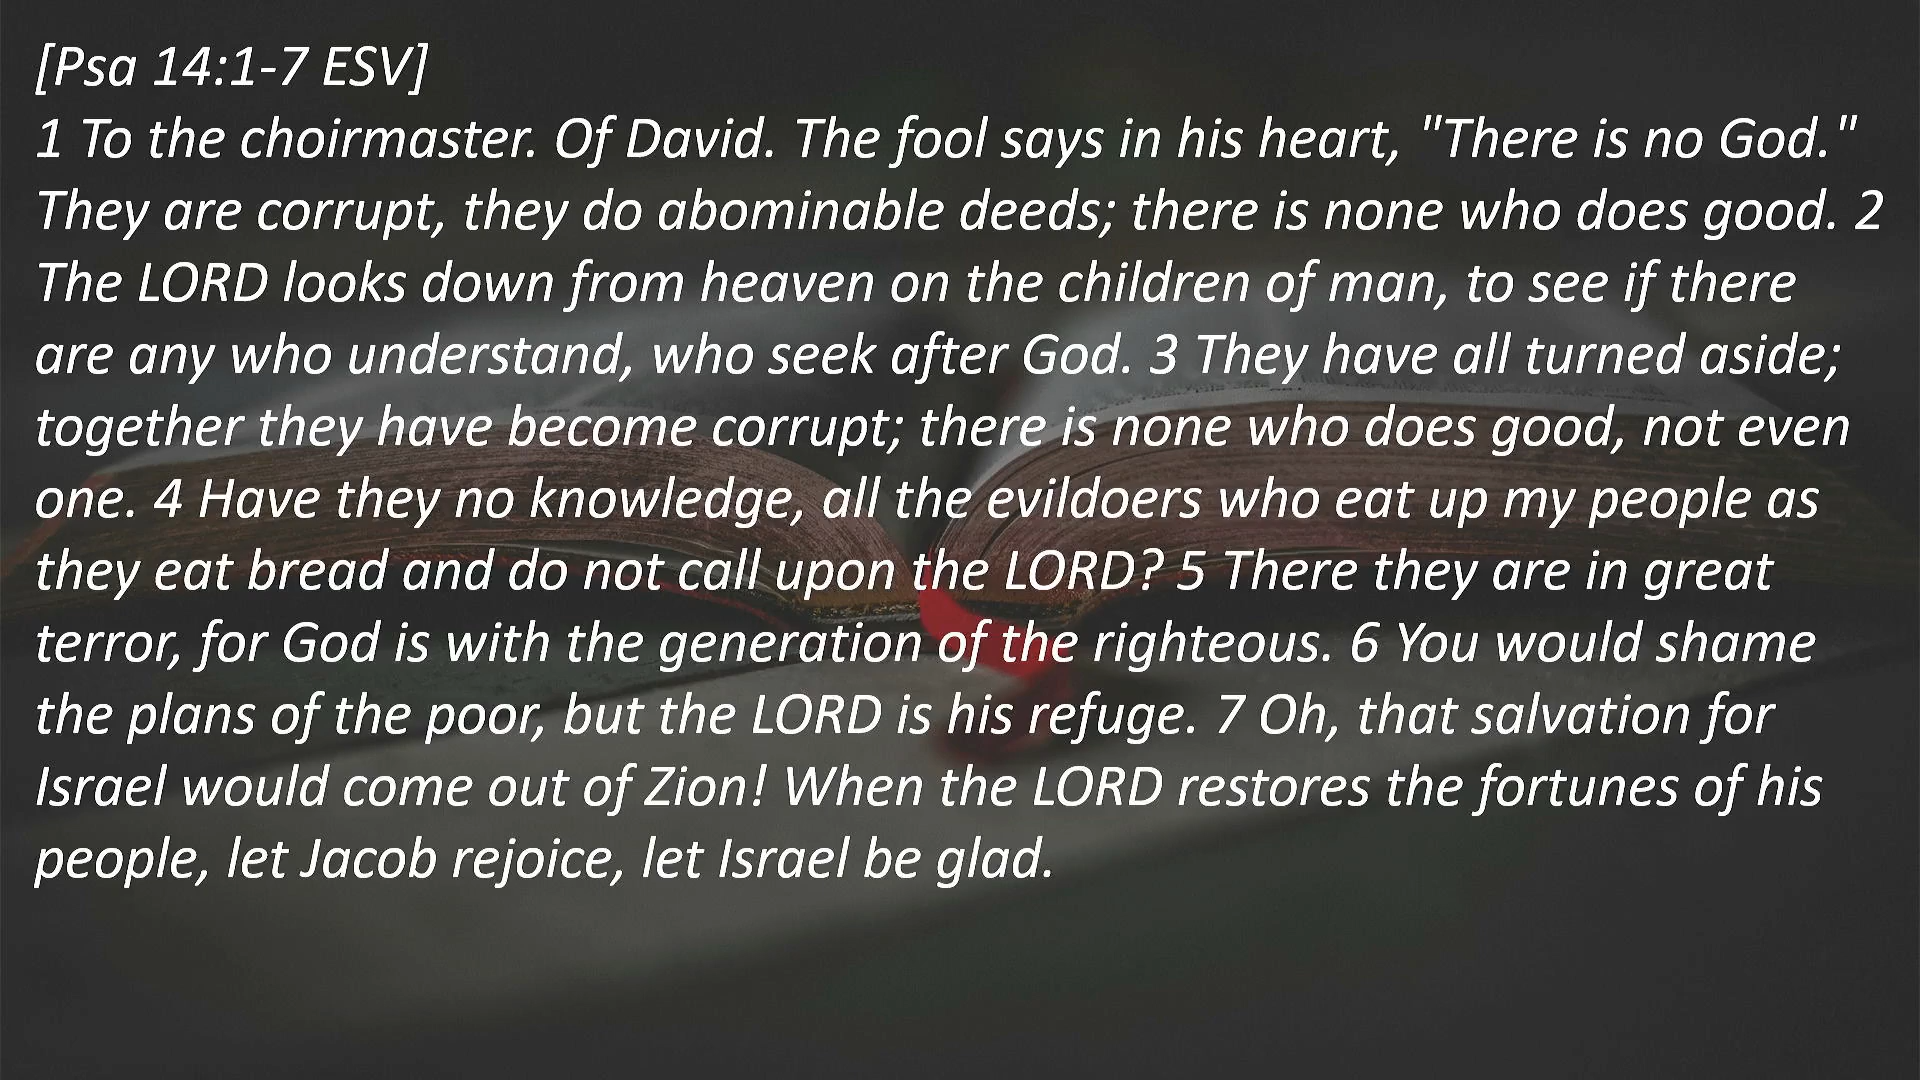 [Psa 14:1-7 ESV]
1 To the choirmaster. Of David. The fool says in his heart, "There is no God."
They are corrupt, they do abominable deeds; there is none who does good. 2
The LORD looks down from heaven on the children of man, to see if there
are any who understand, who seek after God. 3 They have all turned aside;
together they have become corrupt; there is none who does good, not even
one. 4 Have they no knowledge, all the evildoers who eat up my people as
they eat bread and do not call upon the LORD? 5 There they are in great
terror, for God is with the generation of the righteous. 6 You would shame
the plans of the poor, but the LORD is his refuge. 7 Oh, that salvation for
Israel would come out of Zion! When the LORD restores the fortunes of his
people, let Jacob rejoice, let Israel be glad.